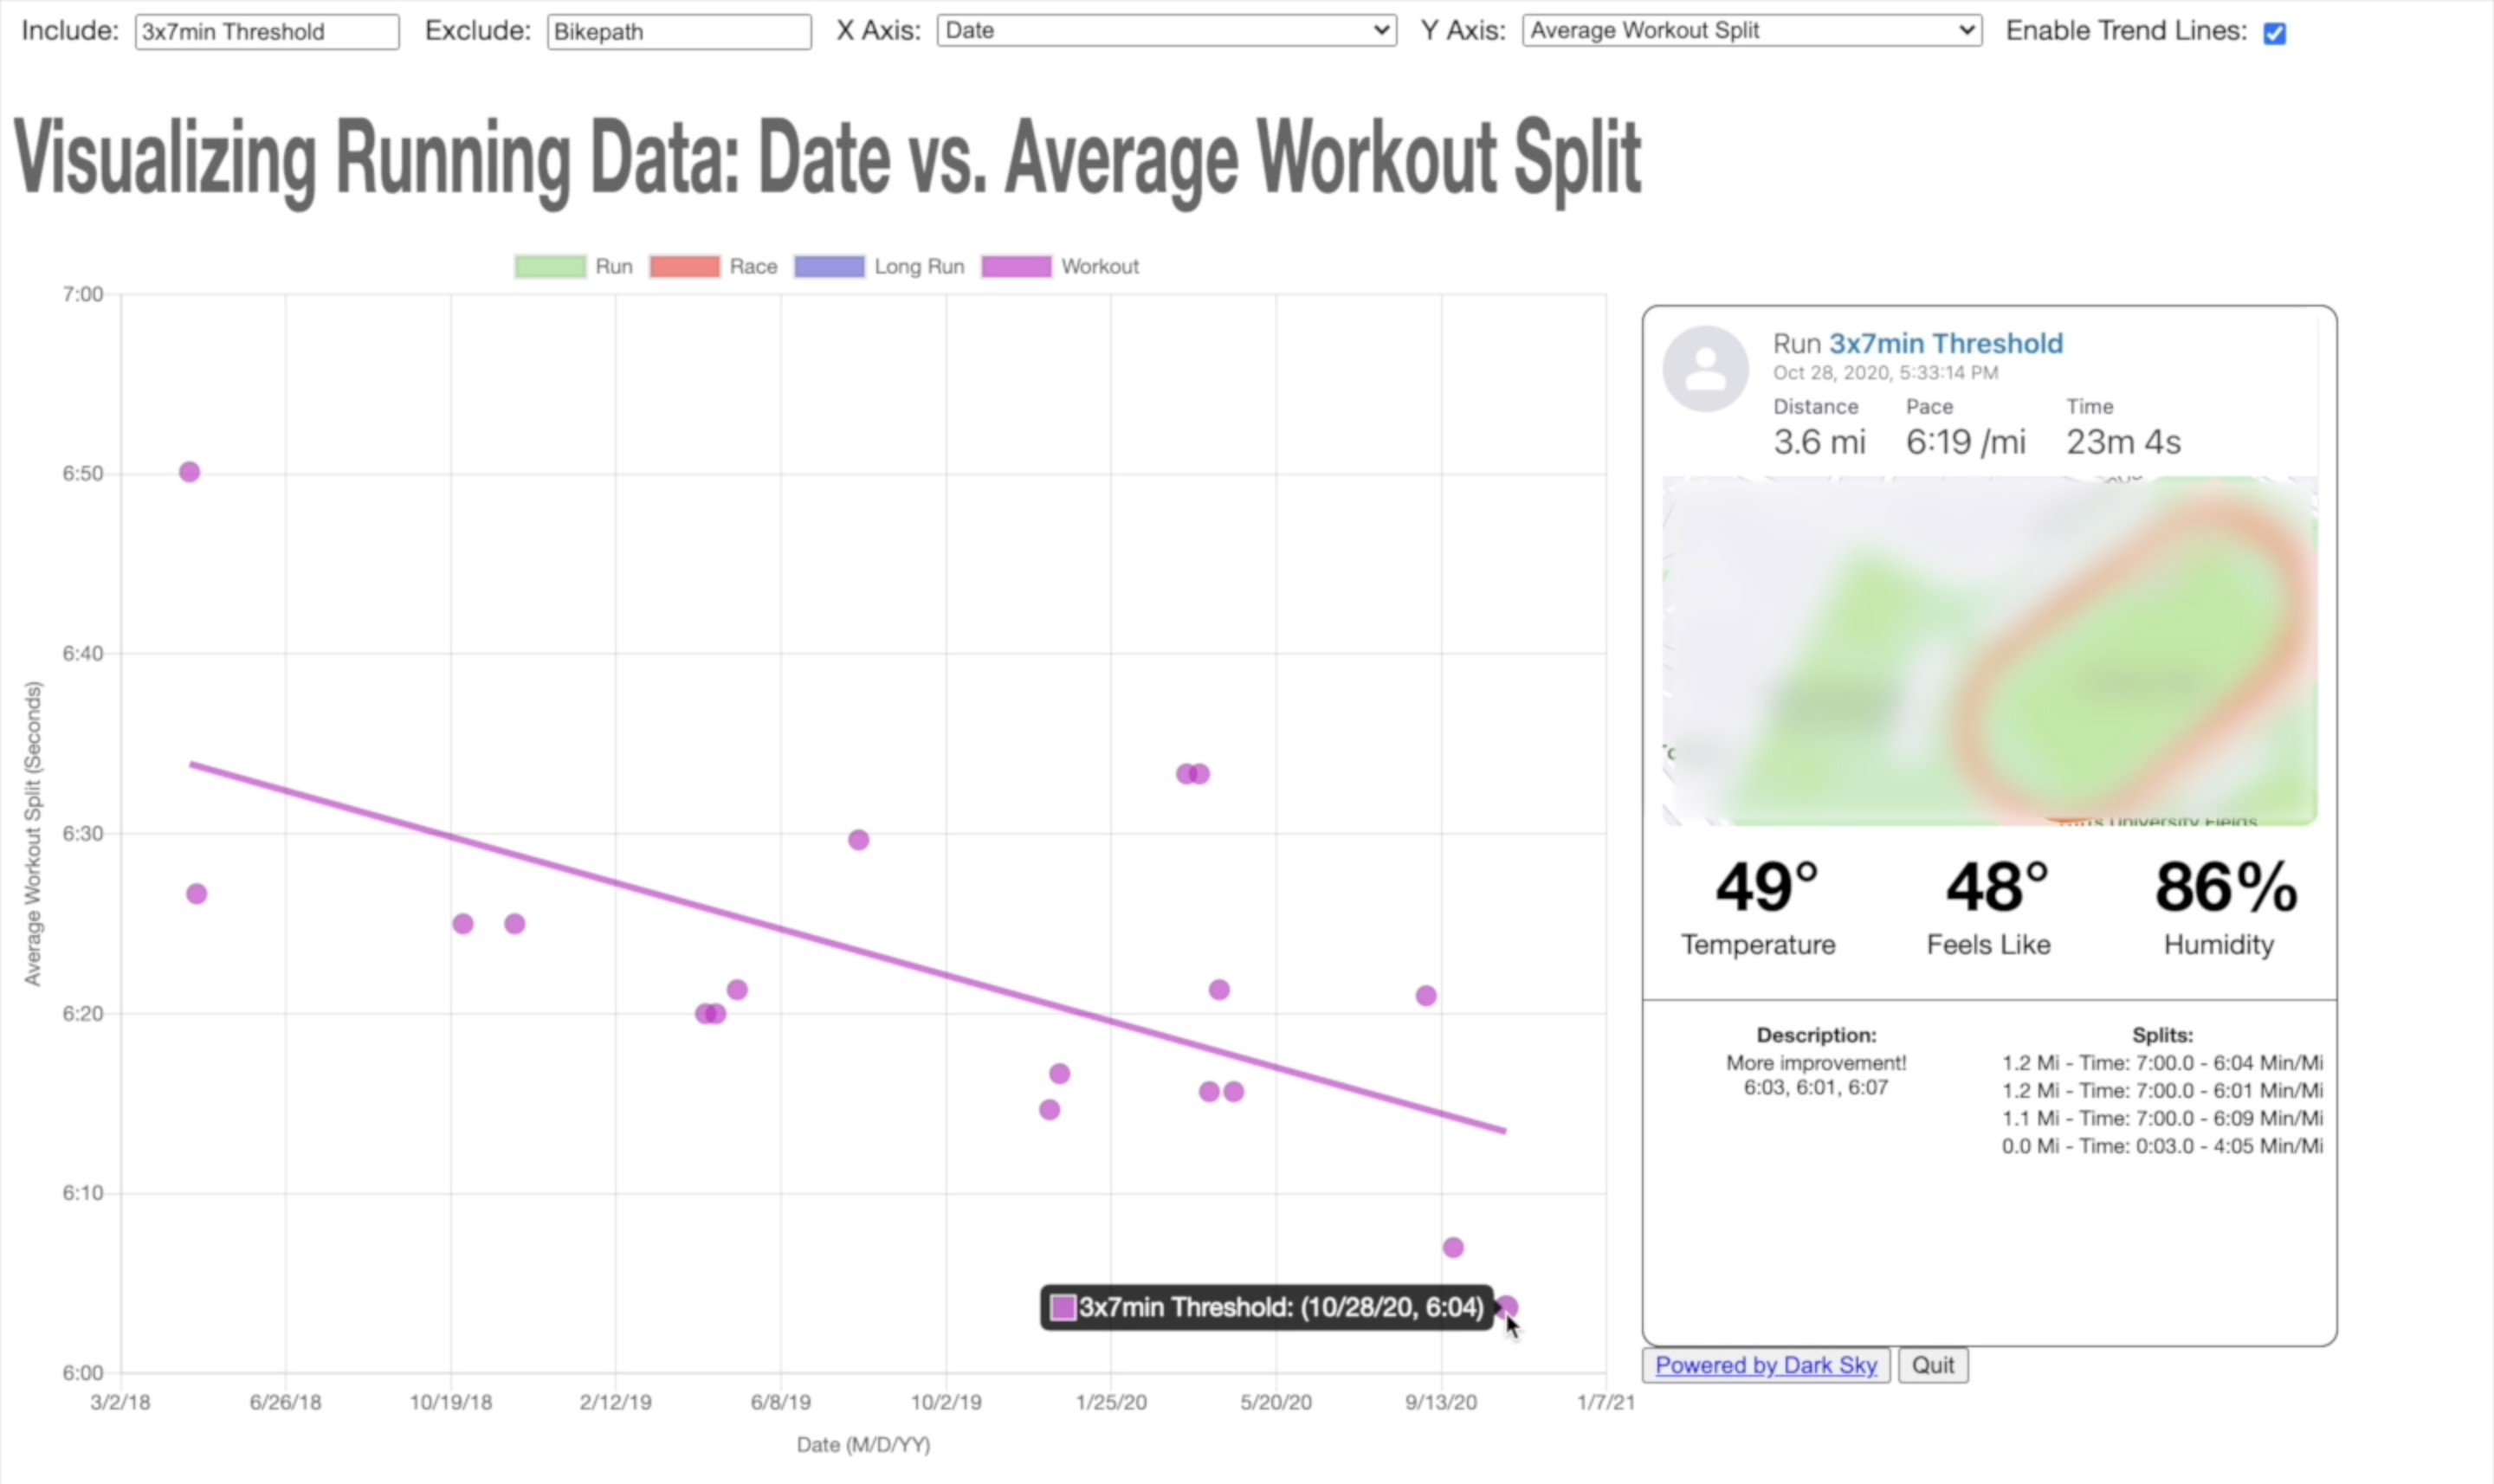 Include: 3x7min Threshold Exclude: Bikepath X Axis: Date Y Axis: Average Workout Split Enable Trend Lines:
Visualizing Running Data: Date vs. Average Workout Split
Run Race Long Run Workout
7:00
6:50
6:40
6:30
6:20
6:10
6:00
Average Workout Split (Seconds)
3x7min Threshold: (10/28/20, 6:04)
3/2/18 6/26/18 10/19/18 2/12/19 6/8/19 10/2/19 1/25/20 5/20/20 9/13/20 1/7/21
Date (M/D/YY)
Run 3x7min Threshold
Oct 28, 2020, 5:33:14 PM
Distance Pace Time
3.6 mi 6:19 /mi 23m 4s
University Fields
49° 48° 86%
Temperature Feels Like Humidity
Description:
More improvement!
6:03, 6:01, 6:07
Splits:
1.2 Mi - Time: 7:00.0 - 6:04 Min/Mi
1.2 Mi - Time: 7:00.0 - 6:01 Min/Mi
1.1 Mi - Time: 7:00.0 - 6:09 Min/Mi
0.0 Mi - Time: 0:03.0 - 4:05 Min/Mi
Powered by Dark Sky Quit